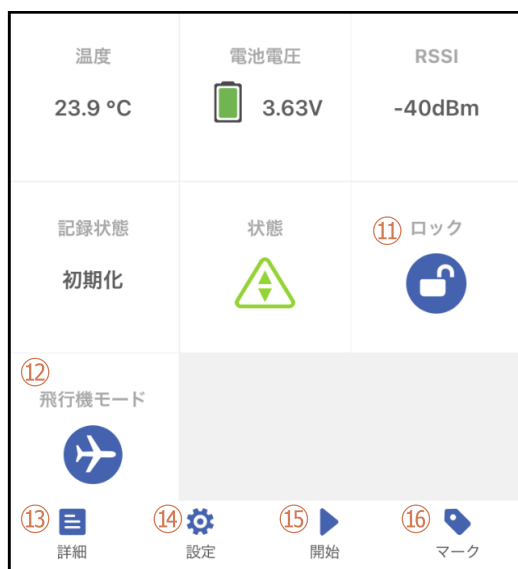 温度 電池電圧 RSSI
23.9 °C 3.63V -40dBm
記録状態 状態 ⑪ ロック
初期化
⑫
飛行機モード
⑬ ⑭ ⑮ ⑯
詳細 設定 開始 マーク